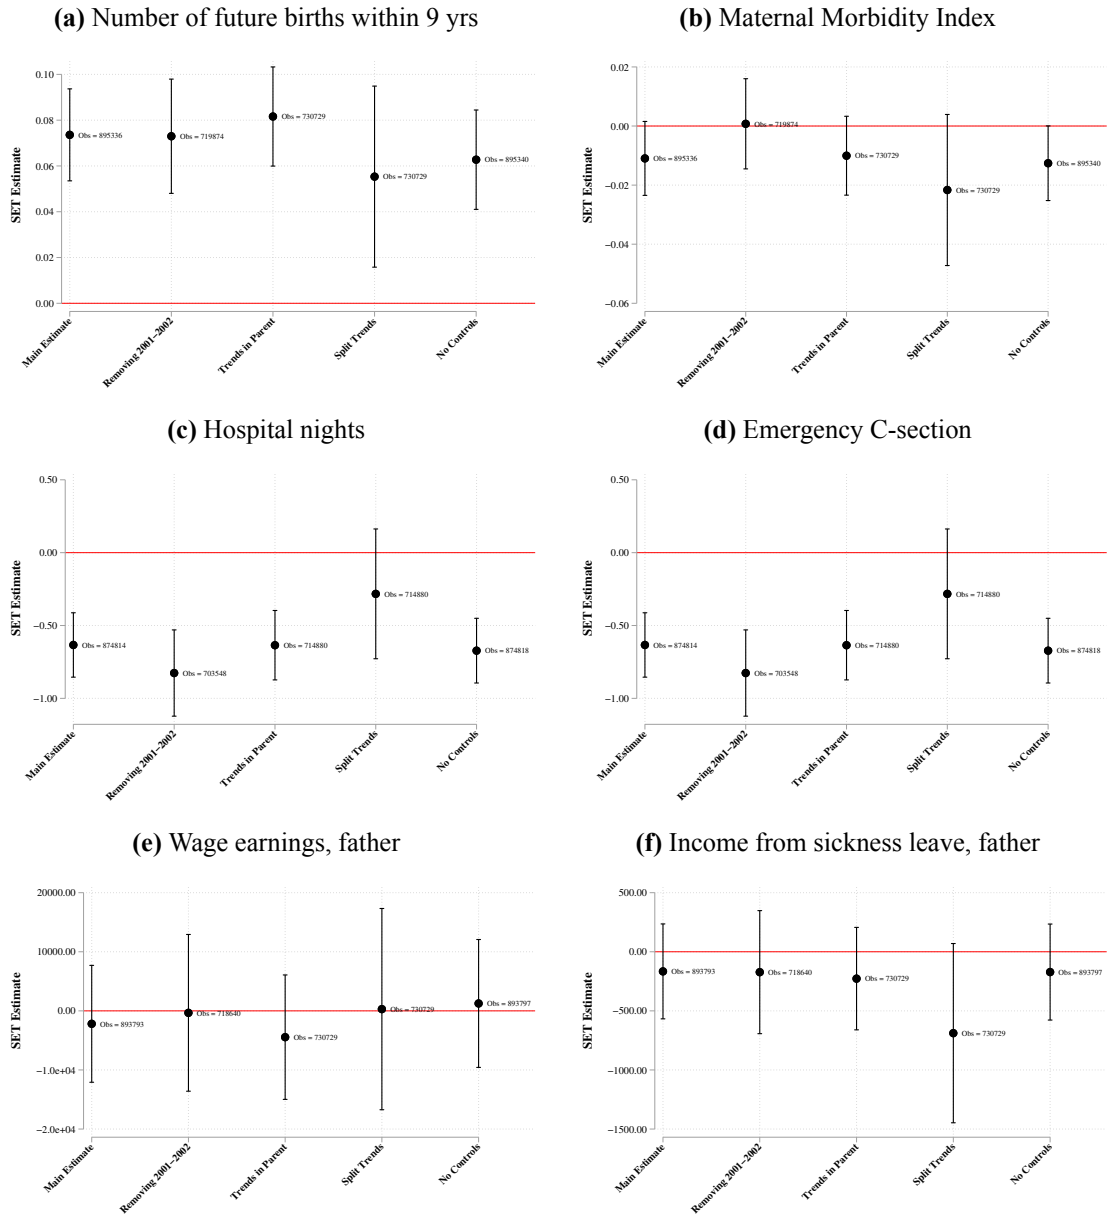 (a) Number of future births within 9 yrs
SET Estimate
0.10
0.08
0.06
0.04
0.02
0.00
Obs = 895336
Obs = 719874
Obs = 730729
Obs = 730729
Obs = 895340
Main Estimate
Removing 2001−2002
Trends in Parent
Split Trends
No Controls
(b) Maternal Morbidity Index
SET Estimate
0.02
0.00
−0.02
−0.04
−0.06
Obs = 895336
Obs = 719874
Obs = 730729
Obs = 730729
Obs = 895340
Main Estimate
Removing 2001−2002
Trends in Parent
Split Trends
No Controls
(c) Hospital nights
SET Estimate
0.50
0.00
−0.50
−1.00
Obs = 874814
Obs = 703548
Obs = 714880
Obs = 714880
Obs = 874818
Main Estimate
Removing 2001−2002
Trends in Parent
Split Trends
No Controls
(d) Emergency C-section
SET Estimate
0.50
0.00
−0.50
−1.00
Obs = 874814
Obs = 703548
Obs = 714880
Obs = 714880
Obs = 874818
Main Estimate
Removing 2001−2002
Trends in Parent
Split Trends
No Controls
(e) Wage earnings, father
SET Estimate
20000.00
10000.00
0.00
−1.0e+04
−2.0e+04
Obs = 893793
Obs = 718640
Obs = 730729
Obs = 730729
Obs = 893797
Main Estimate
Removing 2001−2002
Trends in Parent
Split Trends
No Controls
(f) Income from sickness leave, father
SET Estimate
500.00
0.00
−500.00
−1000.00
−1500.00
Obs = 893793
Obs = 718640
Obs = 730729
Obs = 730729
Obs = 893797
Main Estimate
Removing 2001−2002
Trends in Parent
Split Trends
No Controls